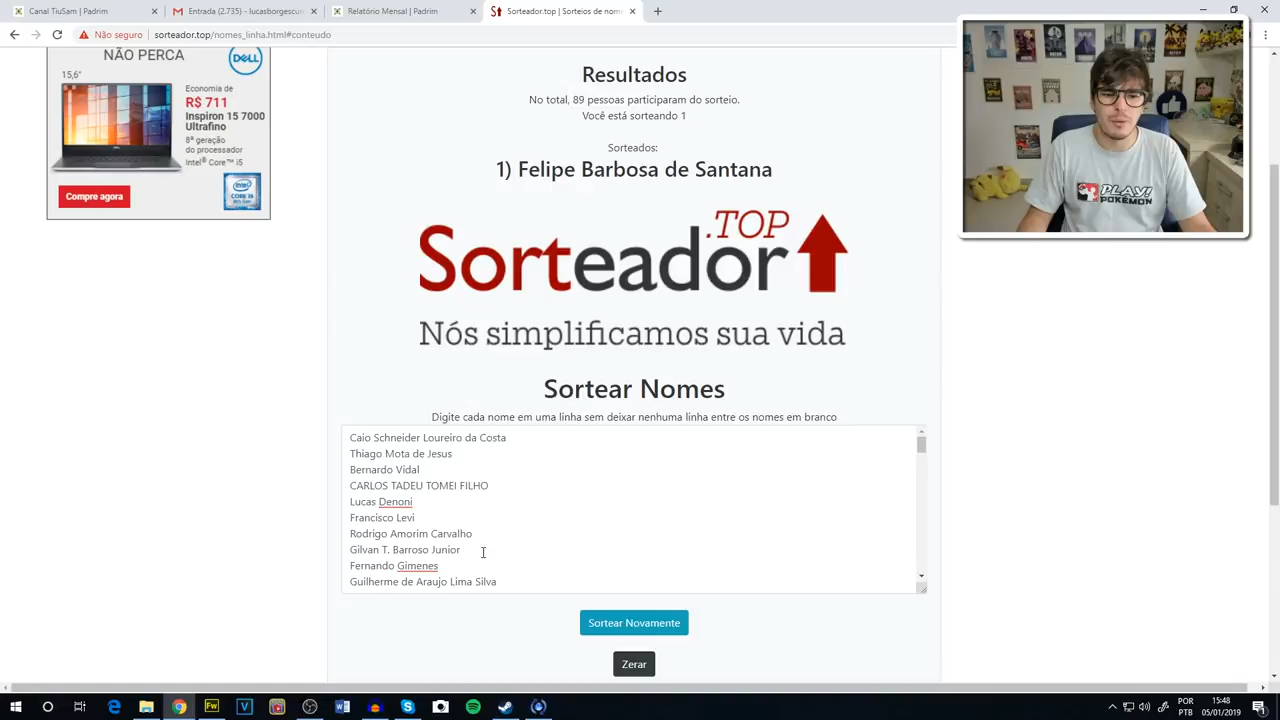 Canal TiuSam | Padrim
Entrada (2.735) - lucasborgescur
Relatório Mensal | Padrim
Sorteador.top | Sorteios de nomes
Não seguro
sorteador.top/nomes_linha.html#conteudo
NÃO PERCA
DELL
15,6"
Economia de
R$ 711
Inspiron 15 7000
Ultrafino
8ª geração
do processador
Intel® Core™ i5
Compre agora
Resultados
No total, 89 pessoas participaram do sorteio.
Você está sorteando 1
Sorteados:
1) Felipe Barbosa de Santana
Sorteador.TOP
Nós simplificamos sua vida
Sortear Nomes
Digite cada nome em uma linha sem deixar nenhuma linha entre os nomes em branco
Caio Schneider Loureiro da Costa
Thiago Mota de Jesus
Bernardo Vidal
CARLOS TADEU TOMEI FILHO
Lucas Denoni
Francisco Levi
Rodrigo Amorim Carvalho
Gilvan T. Barroso Junior
Fernando Gimenes
Guilherme de Araujo Lima Silva
Sortear Novamente
Zerar
PLAY!
POKÉMON
POR
PTB
15:48
05/01/2019